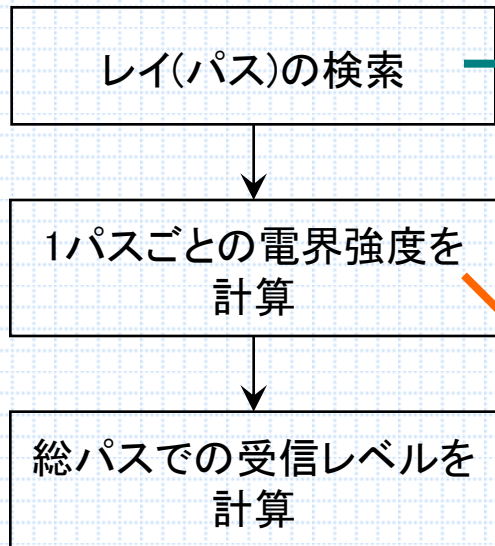 レイ(パス)の検索
1パスごとの電界強度を
計算
総パスでの受信レベルを
計算